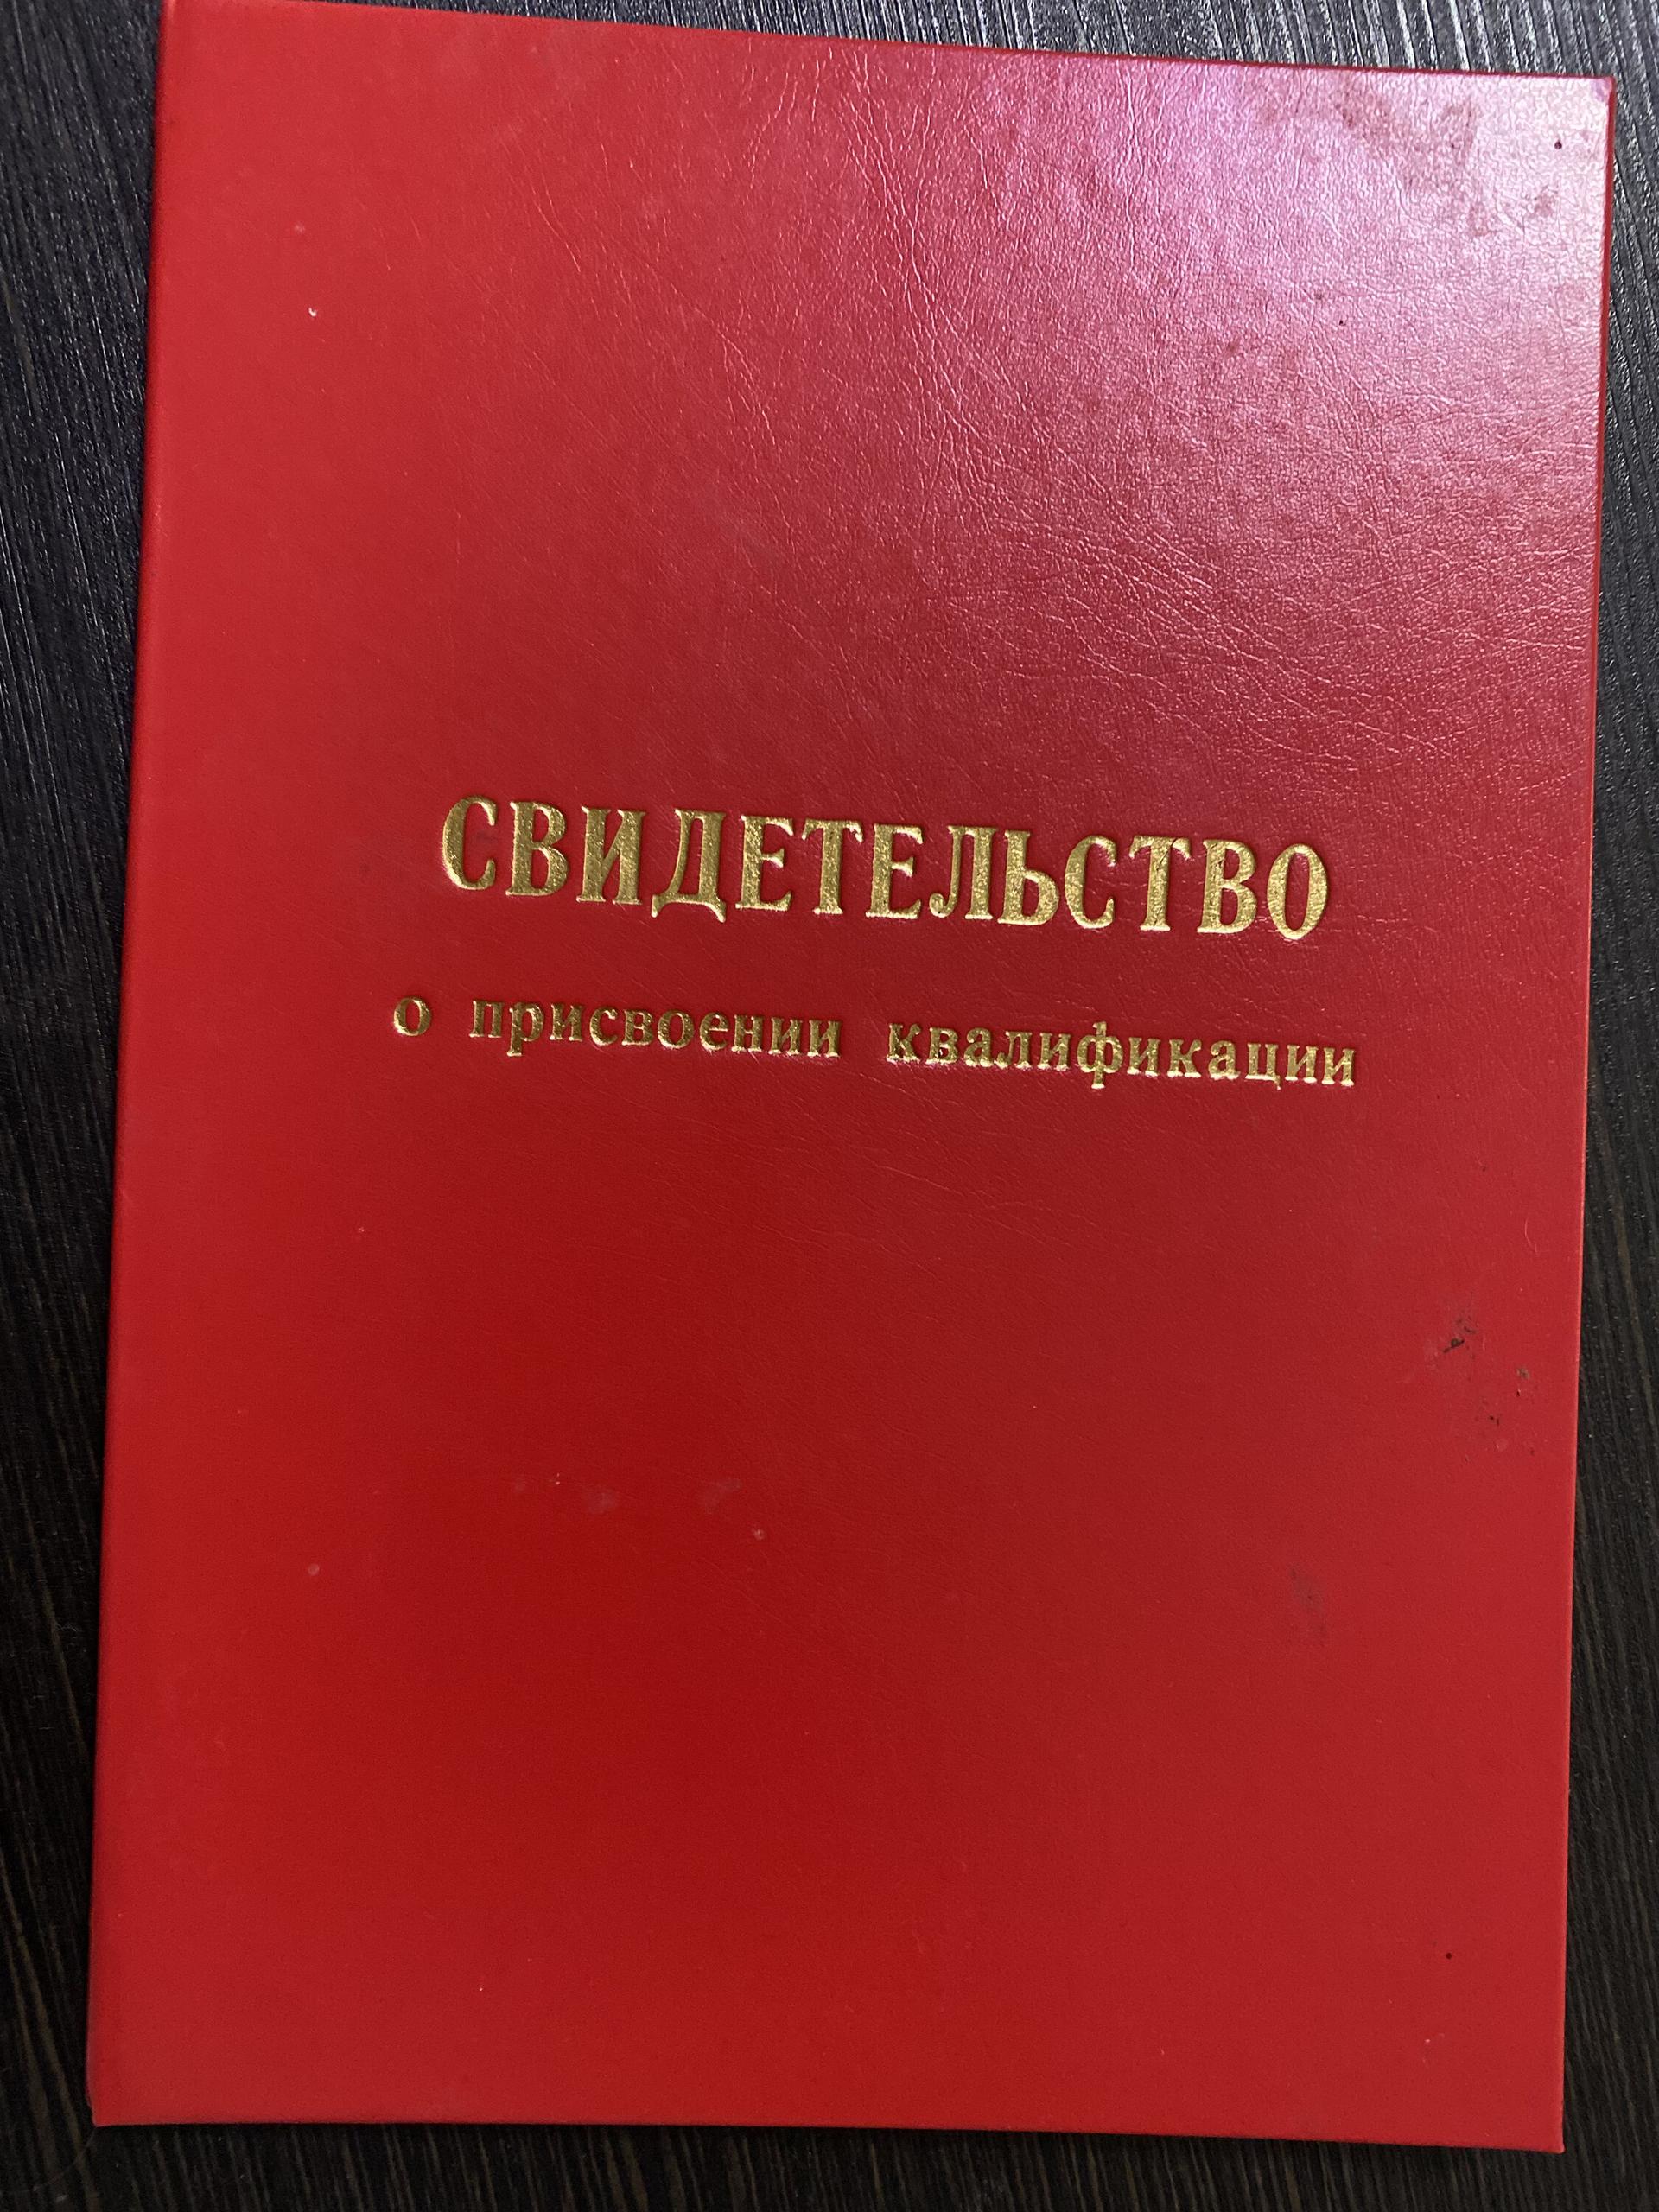 СВИДЕТЕЛЬСТВО
о присвоении квалификации